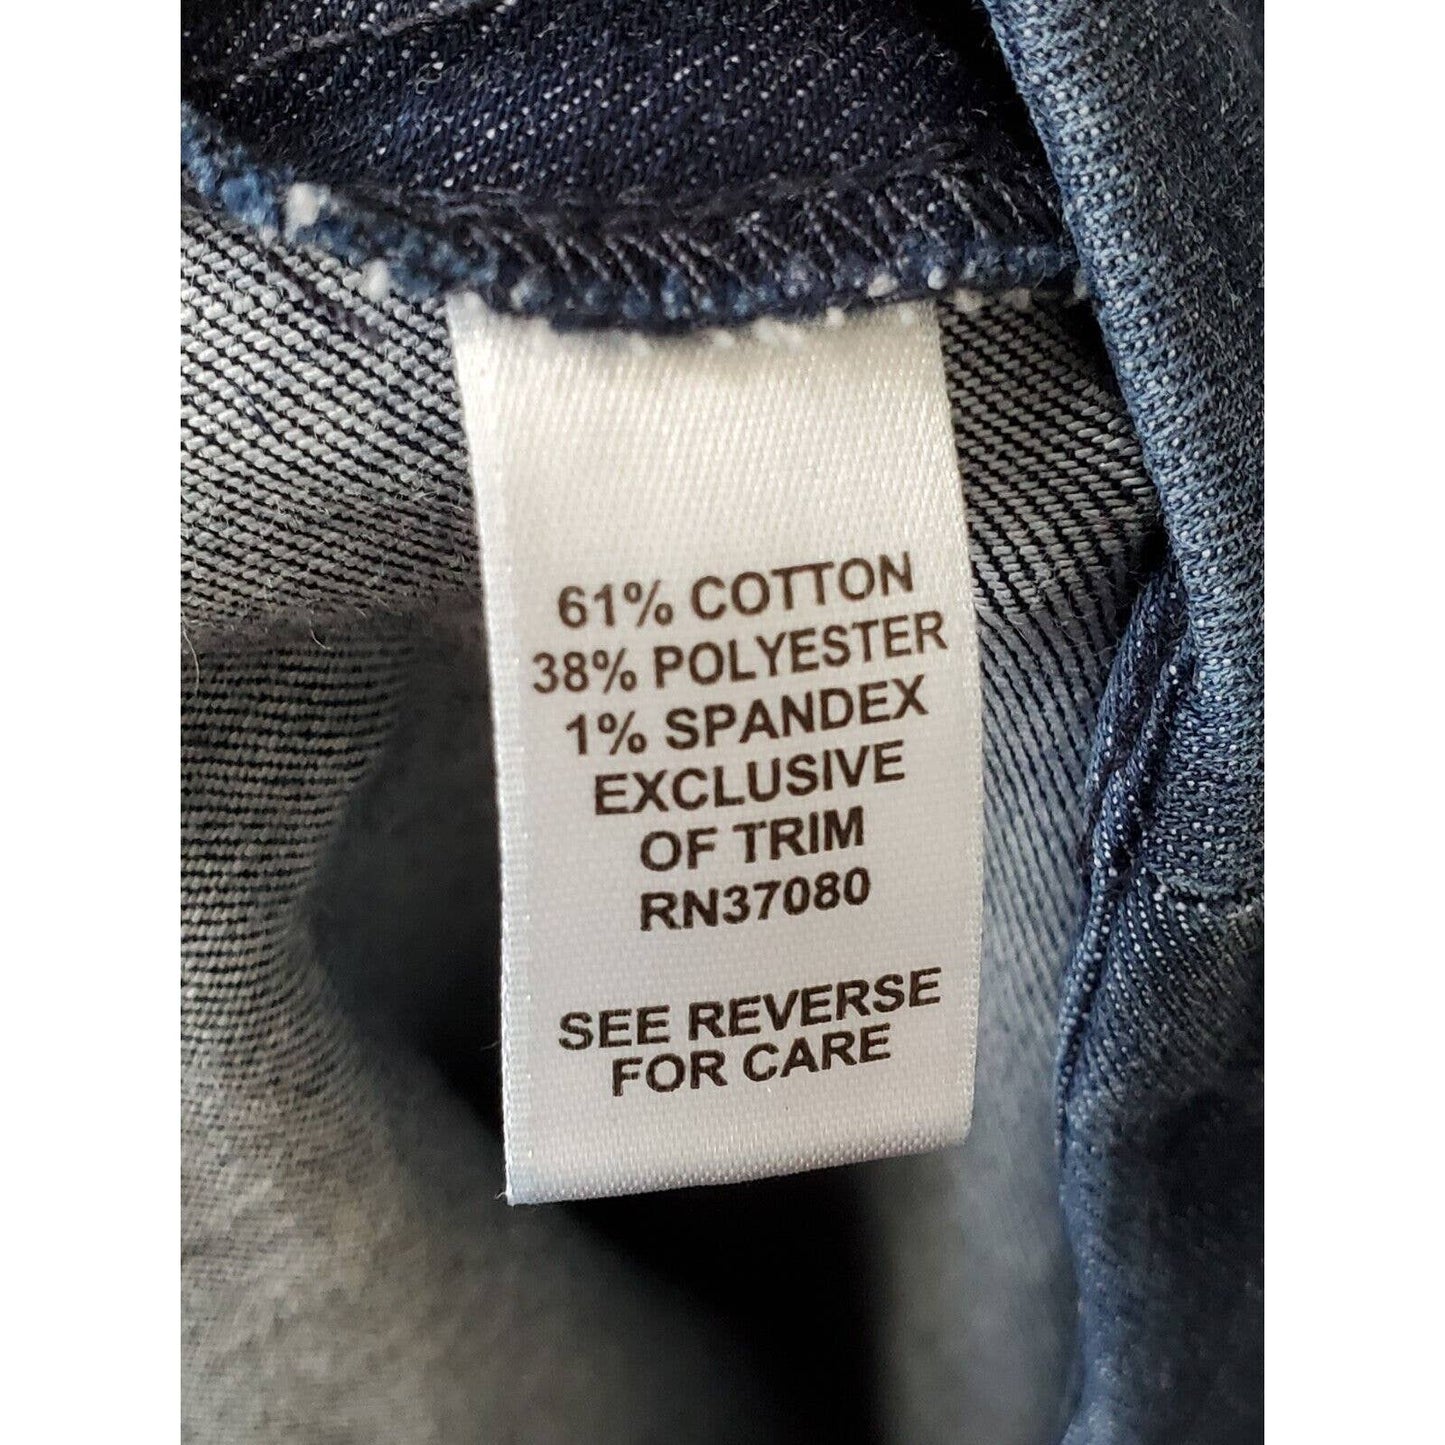 61% COTTON
38% POLYESTER
1% SPANDEX
EXCLUSIVE
OF TRIM
RN37080
SEE REVERSE
FOR CARE